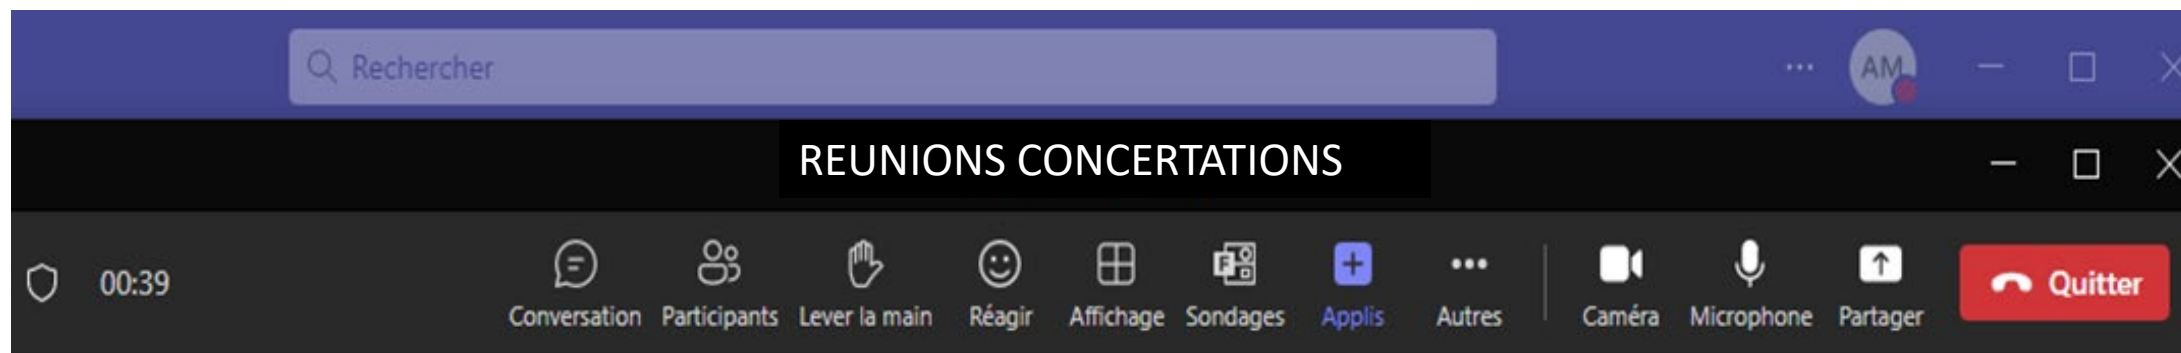 Rechercher
... AM
REUNIONS CONCERTATIONS
00:39
Conversation Participants Lever la main Réagir Affichage Sondages Applis Autres Caméra Microphone Partager Quitter